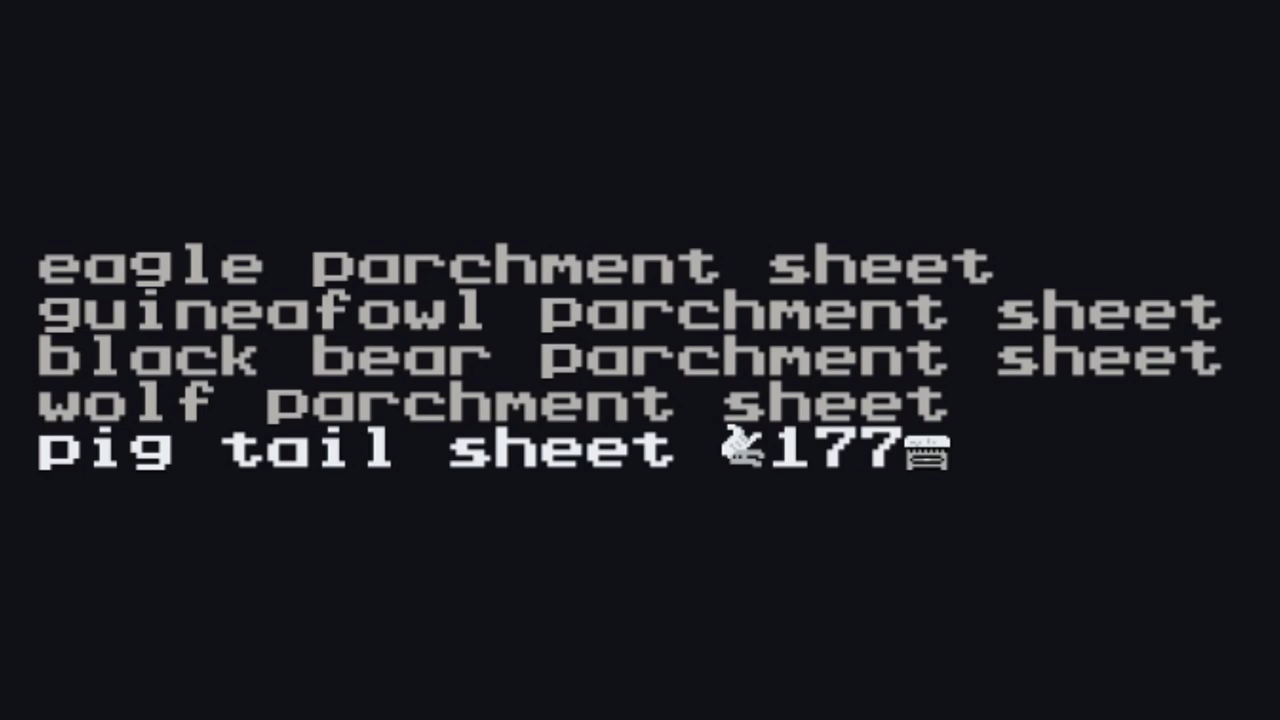 eagle parchment sheet
guineafowl parchment sheet
black bear parchment sheet
wolf parchment sheet
pig tail sheet 177